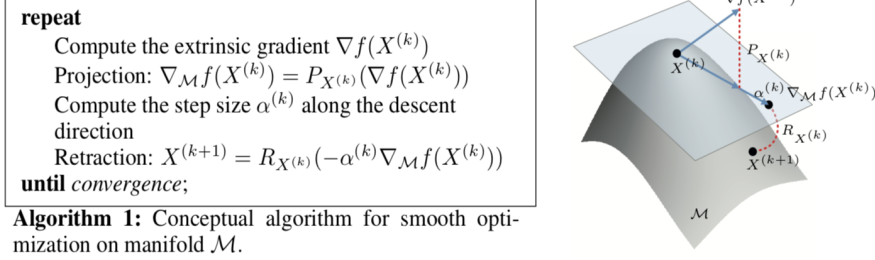 repeat
Compute the extrinsic gradient ∇f(X^(k))
Projection: ∇_ℳ f(X^(k)) = P_X^(k)(∇f(X^(k)))
Compute the step size α^(k) along the descent
direction
Retraction: X^(k+1) = R_X^(k)(−α^(k)∇_ℳ f(X^(k)))
until convergence;
Algorithm 1: Conceptual algorithm for smooth opti-
mization on manifold ℳ.
P_X^(k)
X^(k)
α^(k)∇_ℳ f(X^(k))
R_X^(k)
X^(k+1)
ℳ